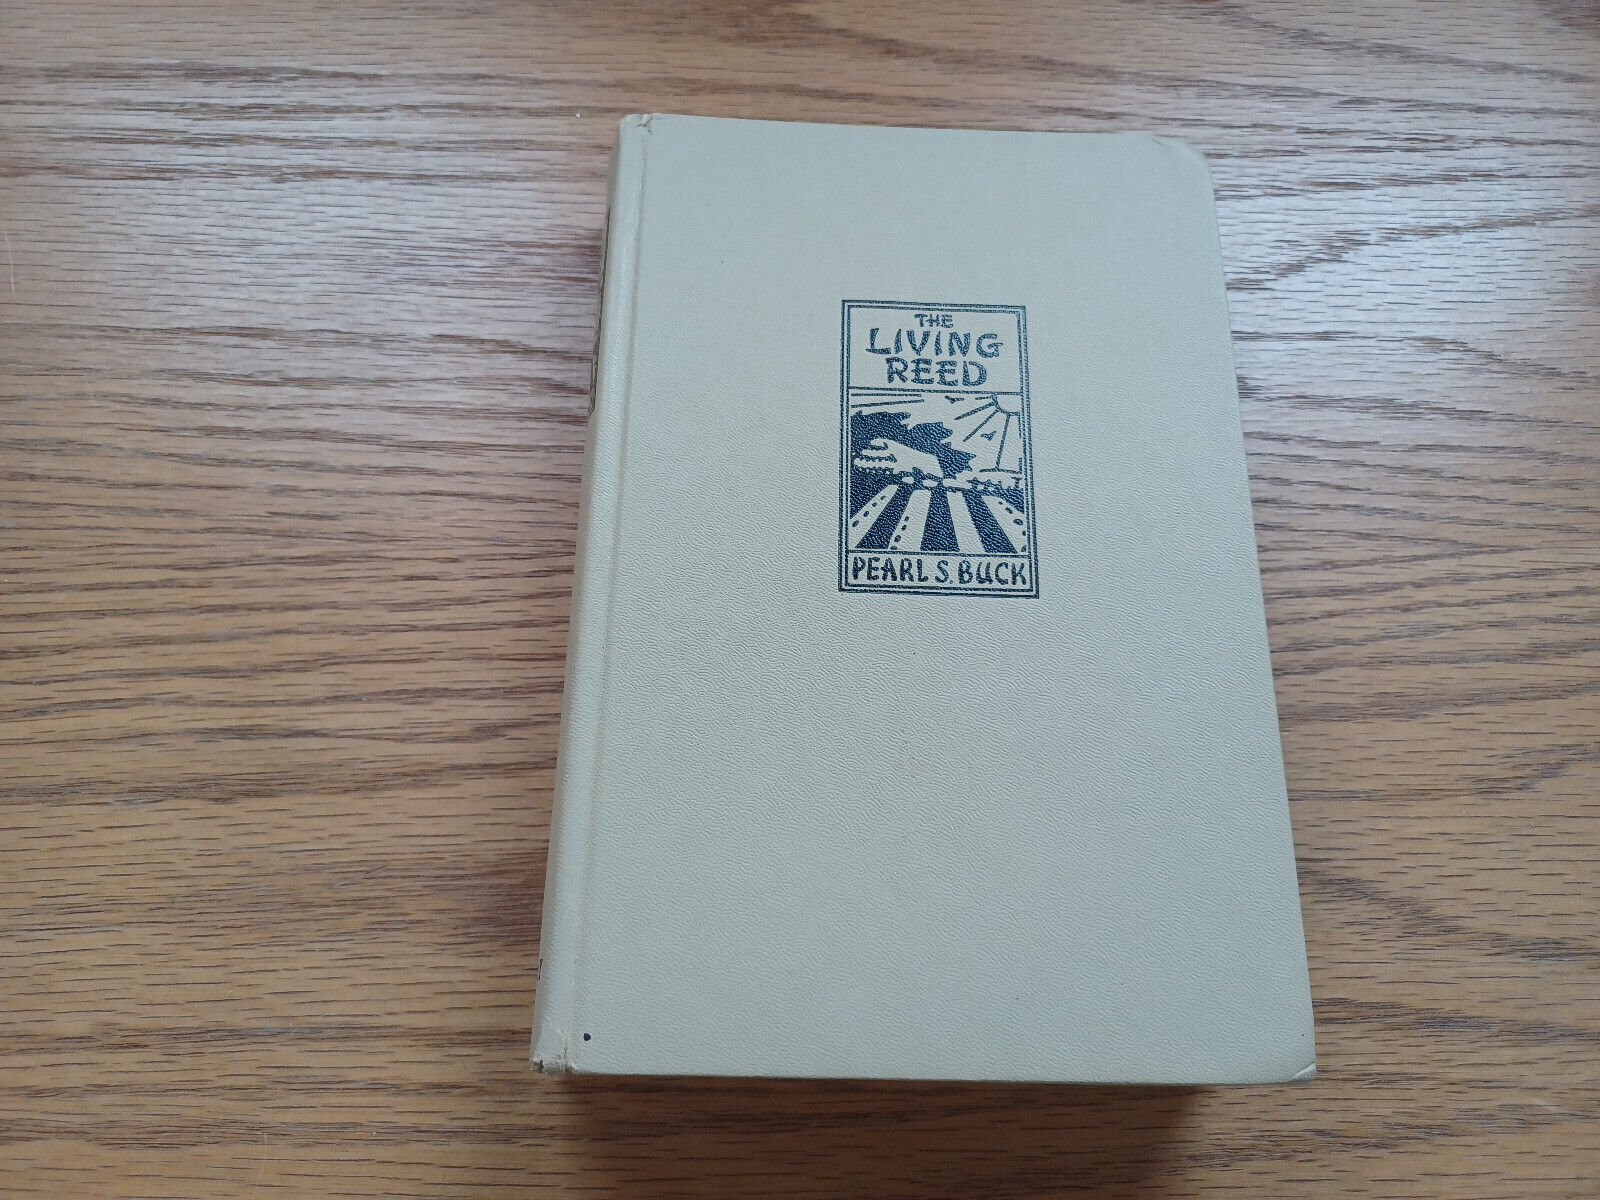 THE
LIVING
REED
PEARL S. BUCK